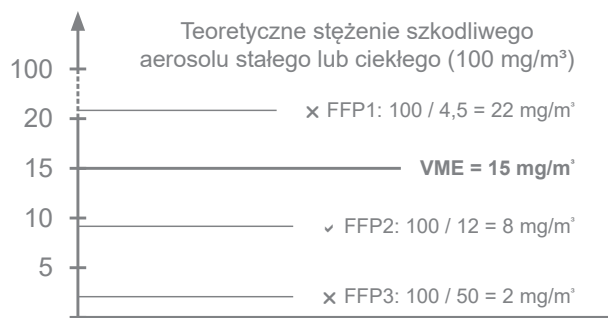 Teoretyczne stężenie szkodliwego
aerosolu stałego lub ciekłego (100 mg/m³)
100
× FFP1: 100 / 4,5 = 22 mg/m³
20
15
VME = 15 mg/m³
10
✓ FFP2: 100 / 12 = 8 mg/m³
5
× FFP3: 100 / 50 = 2 mg/m³